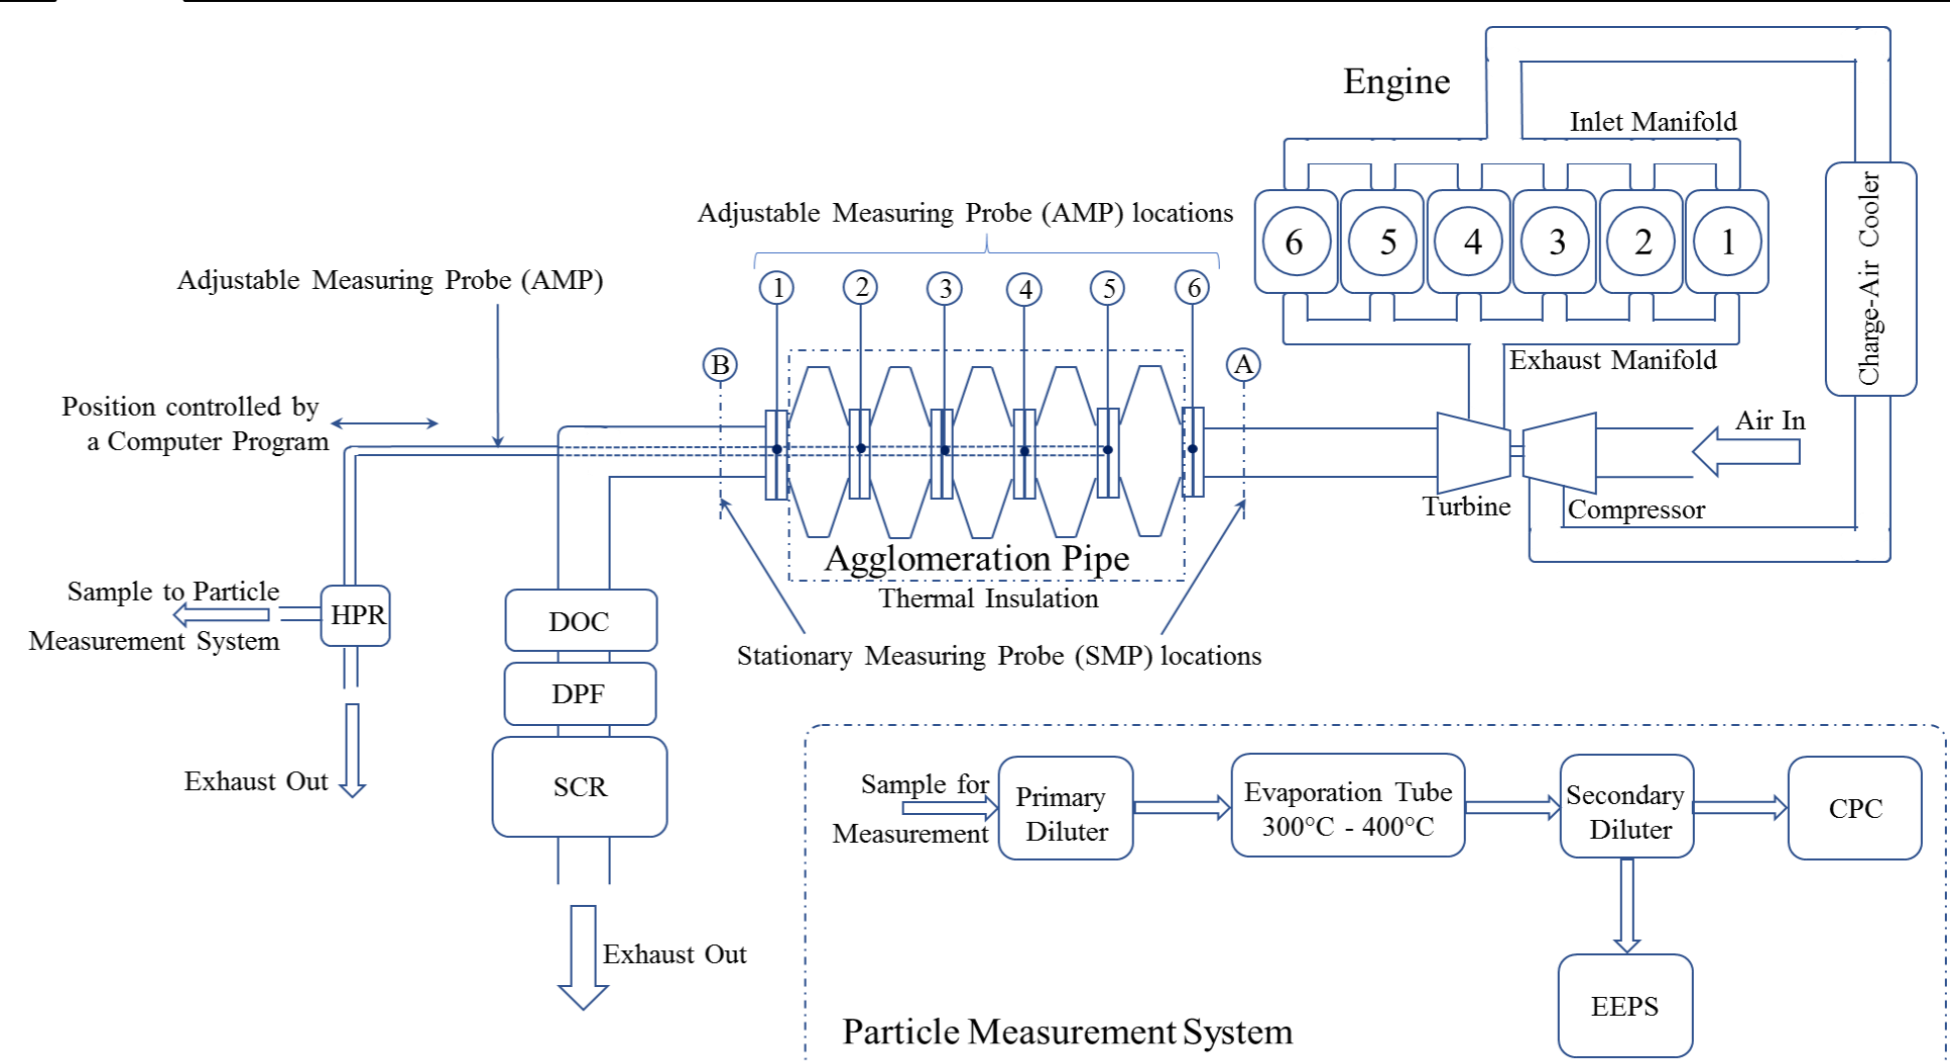 Engine
Inlet Manifold
6 5 4 3 2 1
Charge-Air Cooler
Exhaust Manifold
Air In
Turbine
Compressor
Adjustable Measuring Probe (AMP) locations
1 2 3 4 5 6
B
A
Adjustable Measuring Probe (AMP)
Position controlled by
a Computer Program
Agglomeration Pipe
Thermal Insulation
Stationary Measuring Probe (SMP) locations
Sample to Particle
Measurement System
HPR
Exhaust Out
DOC
DPF
SCR
Exhaust Out
Sample for
Measurement
Primary
Diluter
Evaporation Tube
300°C - 400°C
Secondary
Diluter
CPC
EEPS
Particle Measurement System